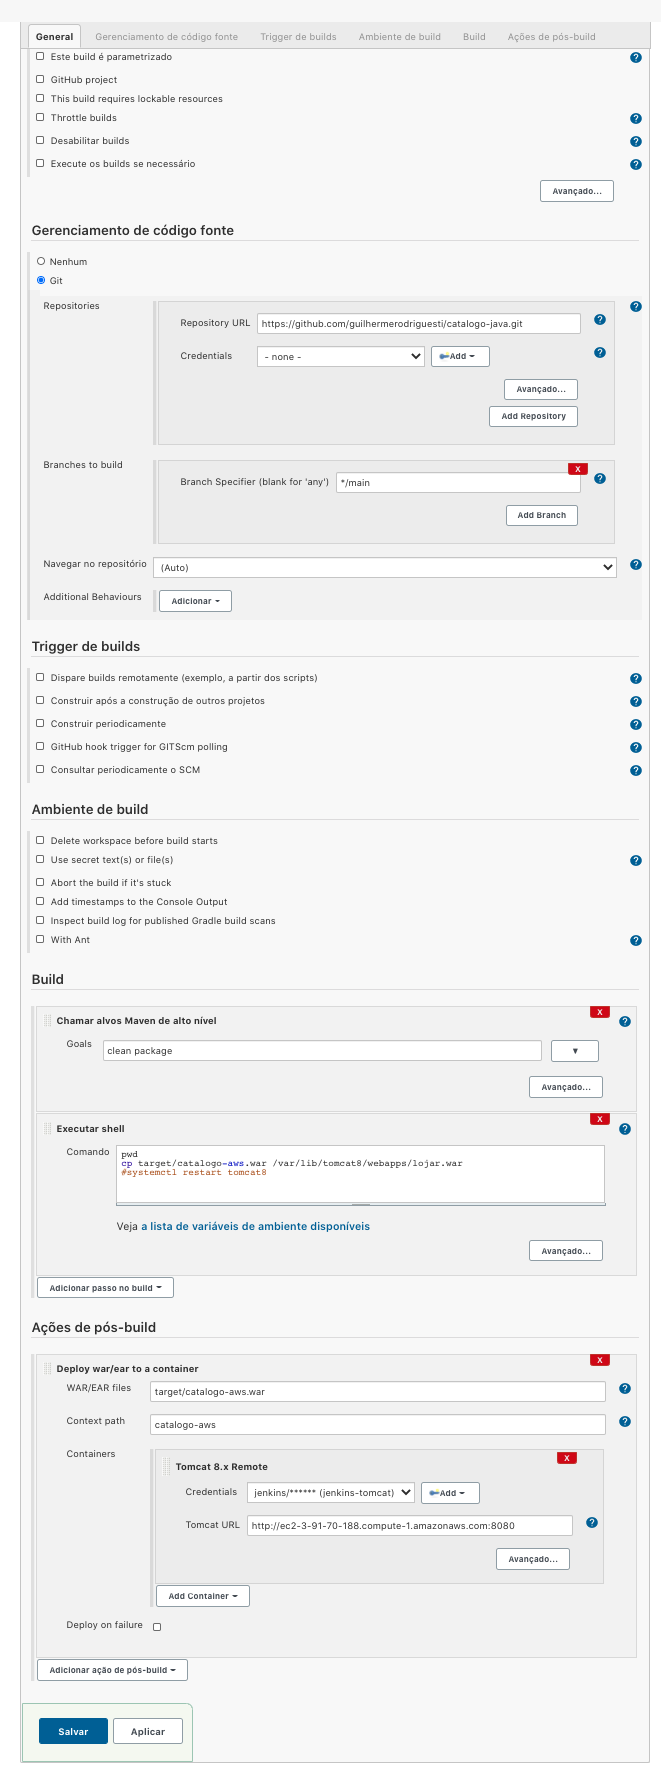 General Gerenciamento de código fonte Trigger de builds Ambiente de build Build Ações de pós-build
Este build é parametrizado
GitHub project
This build requires lockable resources
Throttle builds
Desabilitar builds
Execute os builds se necessário
Avançado...
Gerenciamento de código fonte
Nenhum
Git
Repositories
Repository URL https://github.com/guilhermerodriguesti/catalogo-java.git
Credentials - none - Add
Avançado...
Add Repository
Branches to build
X
Branch Specifier (blank for 'any') */main
Add Branch
Navegar no repositório (Auto)
Additional Behaviours Adicionar
Trigger de builds
Dispare builds remotamente (exemplo, a partir dos scripts)
Construir após a construção de outros projetos
Construir periodicamente
GitHub hook trigger for GITScm polling
Consultar periodicamente o SCM
Ambiente de build
Delete workspace before build starts
Use secret text(s) or file(s)
Abort the build if it's stuck
Add timestamps to the Console Output
Inspect build log for published Gradle build scans
With Ant
Build
X
Chamar alvos Maven de alto nível
Goals clean package
Avançado...
X
Executar shell
Comando pwd
cp target/catalogo-aws.war /var/lib/tomcat8/webapps/lojar.war
#systemctl restart tomcat8
Veja a lista de variáveis de ambiente disponíveis
Avançado...
Adicionar passo no build
Ações de pós-build
X
Deploy war/ear to a container
WAR/EAR files target/catalogo-aws.war
Context path catalogo-aws
Containers
X
Tomcat 8.x Remote
Credentials jenkins/****** (jenkins-tomcat) Add
Tomcat URL http://ec2-3-91-70-188.compute-1.amazonaws.com:8080
Avançado...
Add Container
Deploy on failure
Adicionar ação de pós-build
Salvar Aplicar